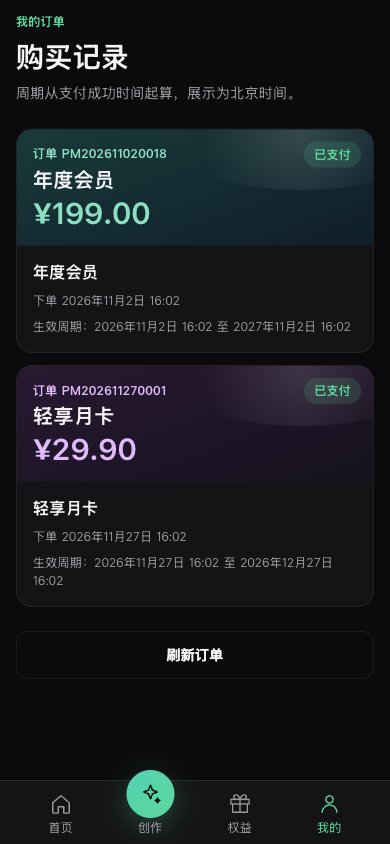 我的订单
购买记录
周期从支付成功时间起算，展示为北京时间。
订单 PM202611020018
已支付
年度会员
¥199.00
年度会员
下单 2026年11月2日 16:02
生效周期：2026年11月2日 16:02 至 2027年11月2日 16:02
订单 PM202611270001
已支付
轻享月卡
¥29.90
轻享月卡
下单 2026年11月27日 16:02
生效周期：2026年11月27日 16:02 至 2026年12月27日
16:02
刷新订单
首页
创作
权益
我的